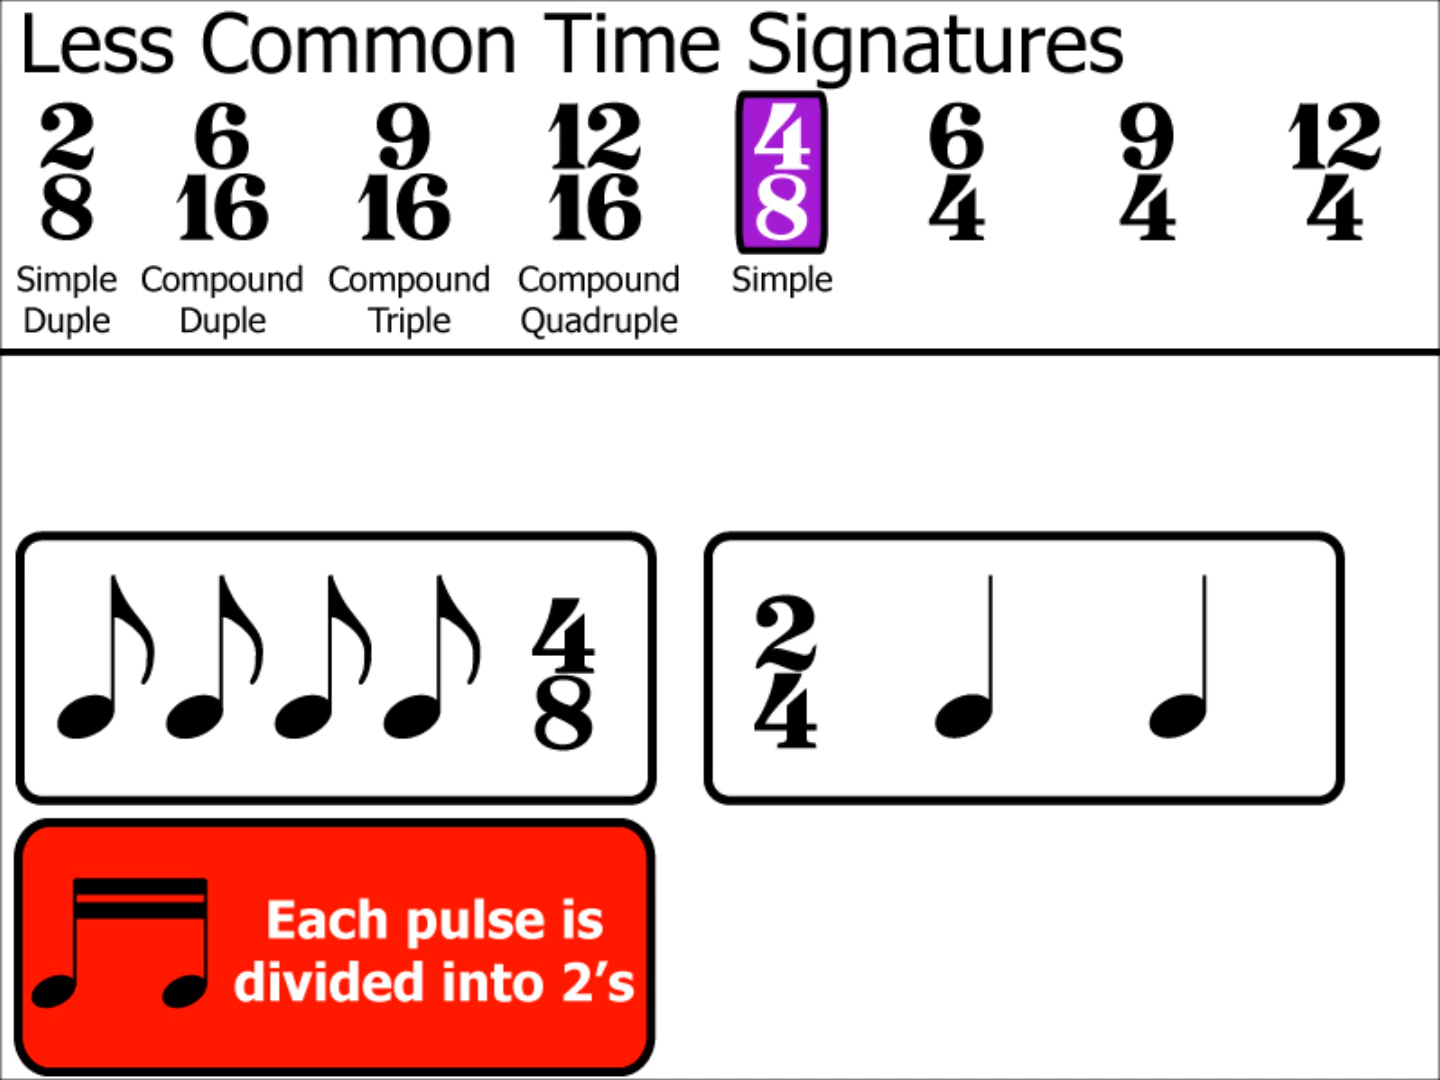 Less Common Time Signatures
2 6 9 12 4 6 9 12
8 16 16 16 8 4 4 4
Simple Compound Compound Compound Simple
Duple Duple Triple Quadruple
4 2
8 4
Each pulse is
divided into 2’s